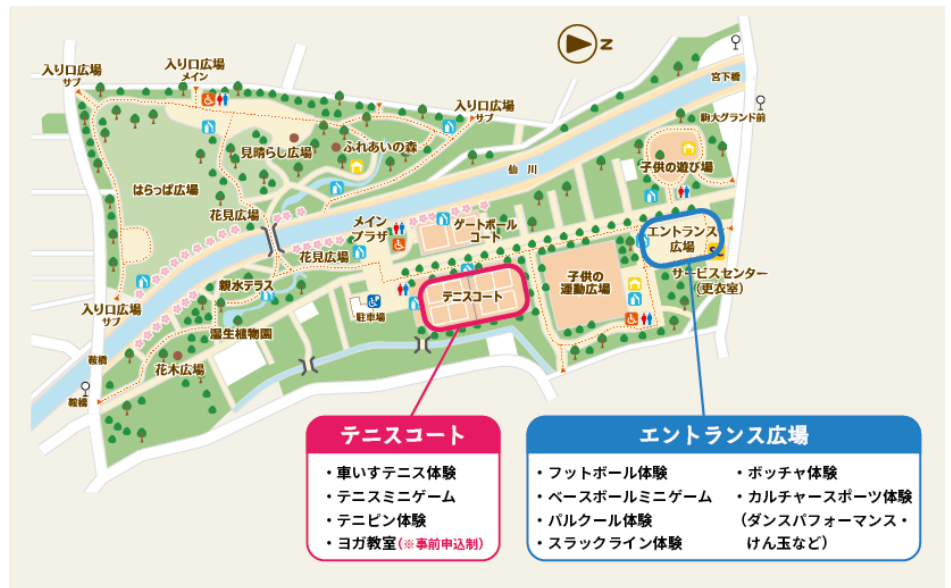 N
宮下橋
入り口広場
サブ
入り口広場
メイン
入り口広場
サブ
駒大グランド前
見晴らし広場
ふれあいの森
仙川
子供の遊び場
はらっぱ広場
花見広場
メイン
プラザ
ゲートボール
コート
エントランス
広場
花見広場
サービスセンター
(更衣室)
親水テラス
テニスコート
子供の
運動広場
入り口広場
サブ
駐車場
湿生植物園
鞍橋
花木広場
鞍橋
テニスコート
・車いすテニス体験
・テニスミニゲーム
・テニピン体験
・ヨガ教室(※事前申込制)
エントランス広場
・フットボール体験
・ベースボールミニゲーム
・パルクール体験
・スラックライン体験
・ボッチャ体験
・カルチャースポーツ体験
(ダンスパフォーマンス・
けん玉など)